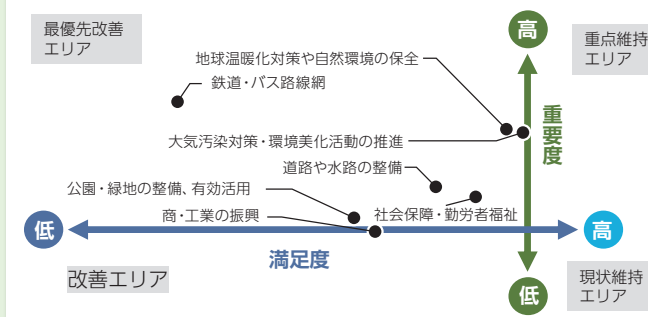 最優先改善
エリア
高
重点維持
エリア
地球温暖化対策や自然環境の保全
鉄道・バス路線網
重要度
大気汚染対策・環境美化活動の推進
道路や水路の整備
公園・緑地の整備、有効活用
商・工業の振興
社会保障・勤労者福祉
低
高
満足度
改善エリア
低
現状維持
エリア